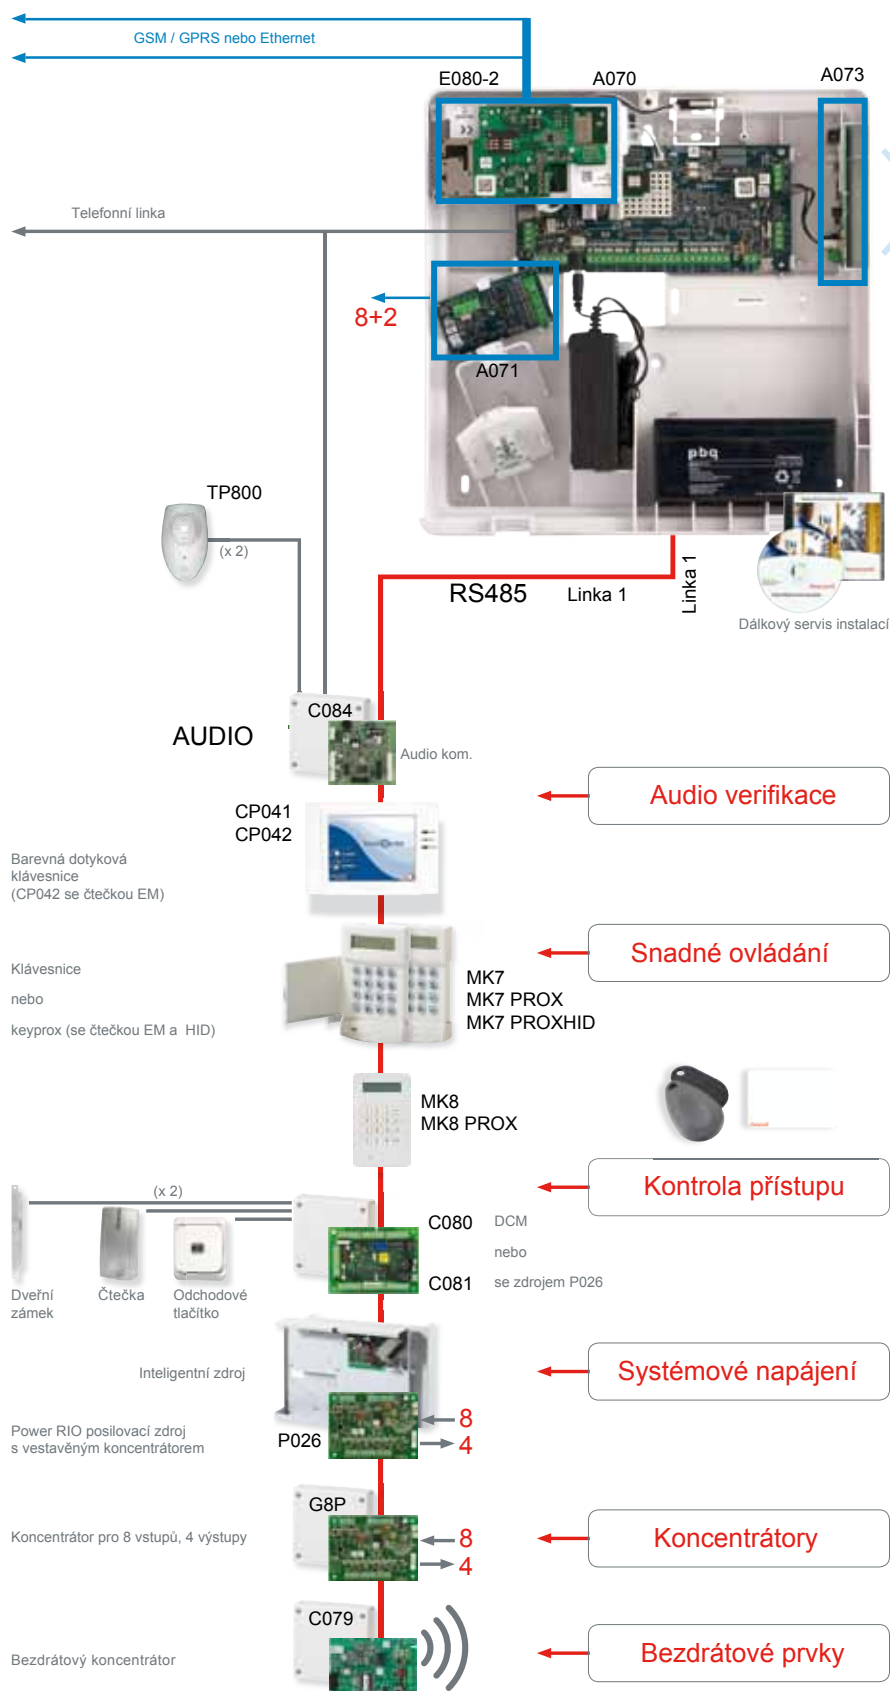 GSM / GPRS nebo Ethernet
E080-2
A070
A073
Telefonní linka
8+2
A071
pbq
TP800
(x 2)
RS485
Linka 1
Linka 1
Dálkový servis instalací
C084
AUDIO
Audio kom.
Audio verifikace
CP041
CP042
Barevná dotyková
klávesnice
(CP042 se čtečkou EM)
Snadné ovládání
Klávesnice
nebo
keyprox (se čtečkou EM a HID)
MK7
MK7 PROX
MK7 PROXHID
MK8
MK8 PROX
Kontrola přístupu
(x 2)
C080
DCM
nebo
C081
se zdrojem P026
Dveřní
zámek
Čtečka
Odchodové
tlačítko
Inteligentní zdroj
Systémové napájení
Power RIO posilovací zdroj
s vestavěným koncentrátorem
P026
8
4
G8P
Koncentrátor pro 8 vstupů, 4 výstupy
8
4
Koncentrátory
C079
Bezdrátový koncentrátor
Bezdrátové prvky